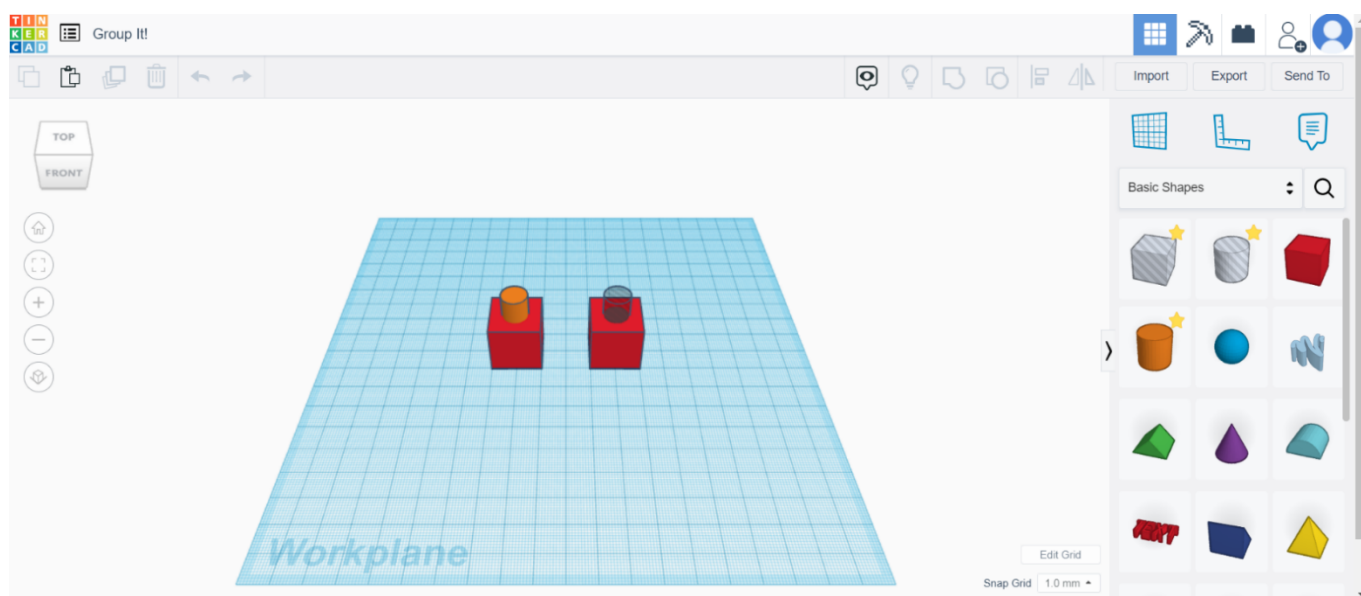 TIN
KER
CAD
Group It!
Import
Export
Send To
TOP
FRONT
Basic Shapes
TEXT
Workplane
Edit Grid
Snap Grid 1.0 mm